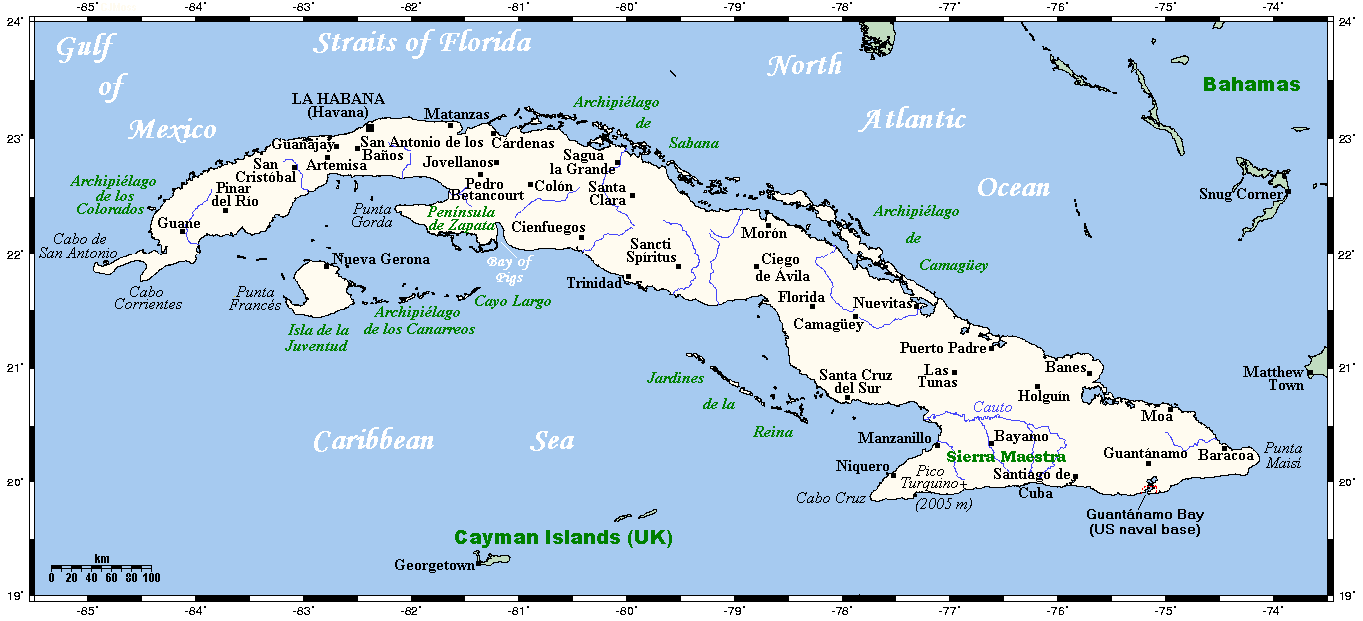 -85° -84° -83° -82° -81° -80° -79° -78° -77° -76° -75° -74°
24° 24°
Gulf
of
Mexico
Straits of Florida
North
Atlantic
Ocean
Bahamas
LA HABANA
(Havana)
Matanzas
Archipiélago
de
Sabana
23° 23°
Guanajay
San Antonio de los
Baños
Cárdenas
Artemisa
San
Cristóbal
Jovellanos
Sagua
la Grande
Archipiélago
de los
Colorados
Pinar
del Río
Pedro
Betancourt
Colón
Santa
Clara
Snug Corner
Guane
Punta
Gorda
Península
de Zapata
Cienfuegos
Morón
Archipiélago
de
Camagüey
Cabo de
San Antonio
Sancti
Spíritus
22° 22°
Nueva Gerona
Bay of
Pigs
Ciego
de Ávila
Trinidad
Cabo
Corrientes
Punta
Francés
Cayo Largo
Florida
Nuevitas
Archipiélago
de los Canarreos
Camagüey
Isla de la
Juventud
Puerto Padre
21° 21°
Jardines
de la
Reina
Santa Cruz
del Sur
Las
Tunas
Banes
Matthew
Town
Holguín
Cauto
Moa
Caribbean Sea
Manzanillo
Bayamo
Sierra Maestra
Guantánamo
Baracoa
Punta
Maisí
Niquero
Pico
Turquino+
(2005 m)
Santiago de
Cuba
20° 20°
Cabo Cruz
Guantánamo Bay
(US naval base)
Cayman Islands (UK)
Georgetown
km
0 20 40 60 80 100
19° 19°
-85° -84° -83° -82° -81° -80° -79° -78° -77° -76° -75° -74°